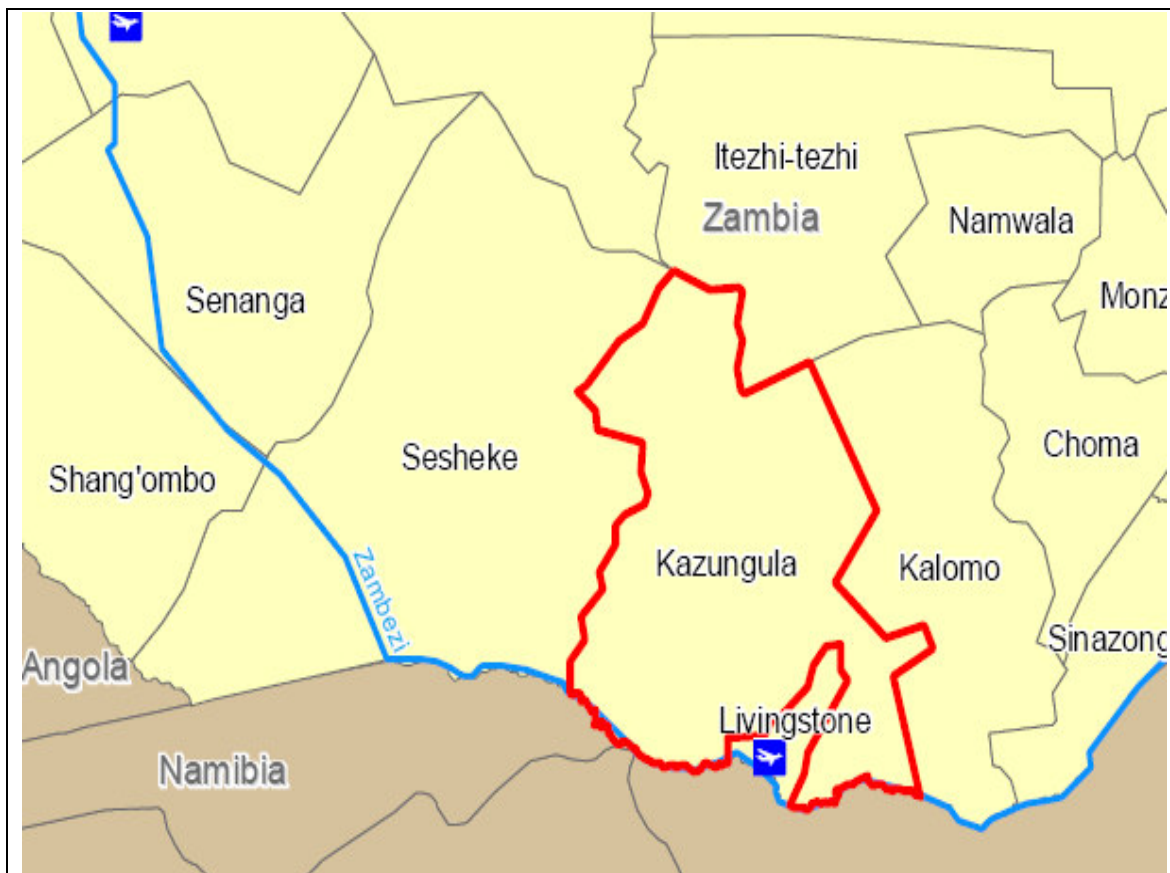 Itezhi-tezhi
Zambia
Namwala
Senanga
Monz
Choma
Sesheke
Shang'ombo
Kazungula
Kalomo
Zambezi
Sinazong
Angola
Livingstone
Namibia